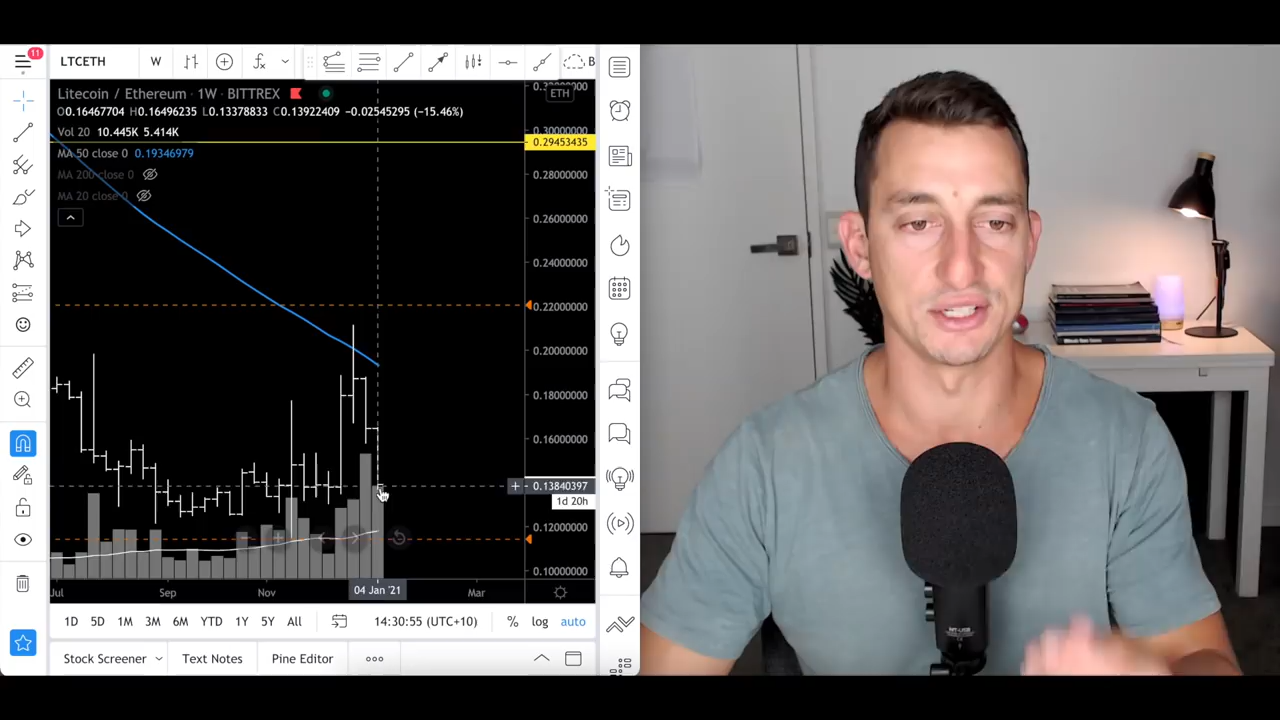 11
LTCETH
W
B
Litecoin / Ethereum · 1W · BITTREX
O0.16467704 H0.16496235 L0.13378833 C0.13922409 −0.02545295 (−15.46%)
Vol 20 10.445K 5.414K
MA 50 close 0 0.19346979
MA 200 close 0
MA 20 close 0
ETH
0.30000000
0.29453435
0.28000000
0.26000000
0.24000000
0.22000000
0.20000000
0.18000000
0.16000000
0.13840397
1d 20h
0.12000000
0.10000000
Jul
Sep
Nov
04 Jan '21
Mar
1D 5D 1M 3M 6M YTD 1Y 5Y All
14:30:55 (UTC+10)
% log auto
Stock Screener Text Notes Pine Editor